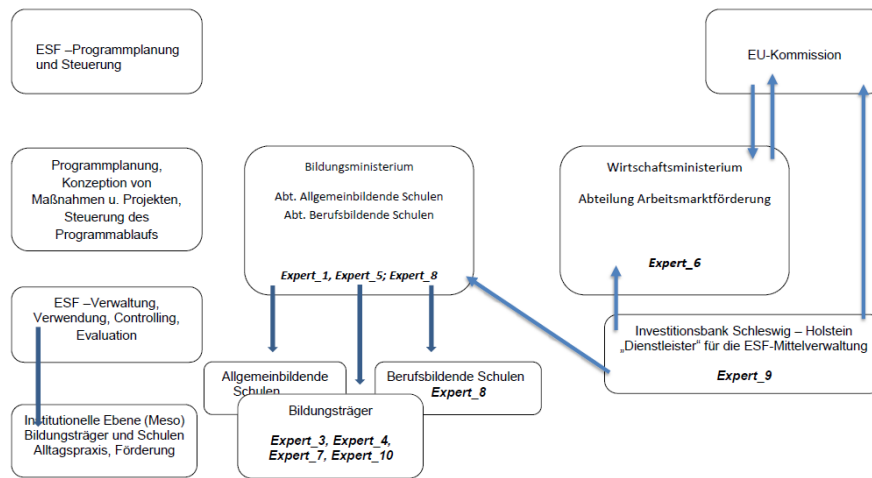 ESF –Programmplanung
und Steuerung
EU-Kommission
Programmplanung,
Konzeption von
Maßnahmen u. Projekten,
Steuerung des
Programmablaufs
Bildungsministerium
Abt. Allgemeinbildende Schulen
Abt. Berufsbildende Schulen
Expert_1, Expert_5; Expert_8
Wirtschaftsministerium
Abteilung Arbeitsmarktförderung
Expert_6
ESF –Verwaltung,
Verwendung, Controlling,
Evaluation
Investitionsbank Schleswig – Holstein
„Dienstleister" für die ESF-Mittelverwaltung
Expert_9
Allgemeinbildende
Schulen
Berufsbildende Schulen
Expert_8
Bildungsträger
Expert_3, Expert_4,
Expert_7, Expert_10
Institutionelle Ebene (Meso)
Bildungsträger und Schulen
Alltagspraxis, Förderung